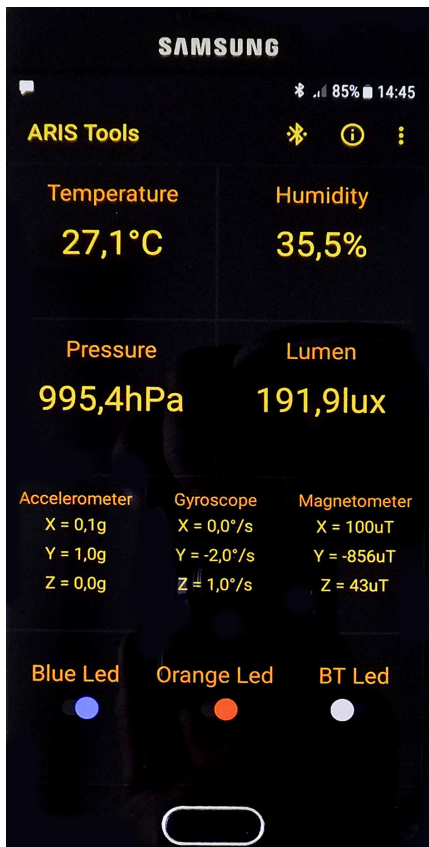 SAMSUNG
85% 14:45
ARIS Tools
Temperature
27,1°C
Humidity
35,5%
Pressure
995,4hPa
Lumen
191,9lux
Accelerometer
X = 0,1g
Y = 1,0g
Z = 0,0g
Gyroscope
X = 0,0°/s
Y = -2,0°/s
Z = 1,0°/s
Magnetometer
X = 100uT
Y = -856uT
Z = 43uT
Blue Led
Orange Led
BT Led